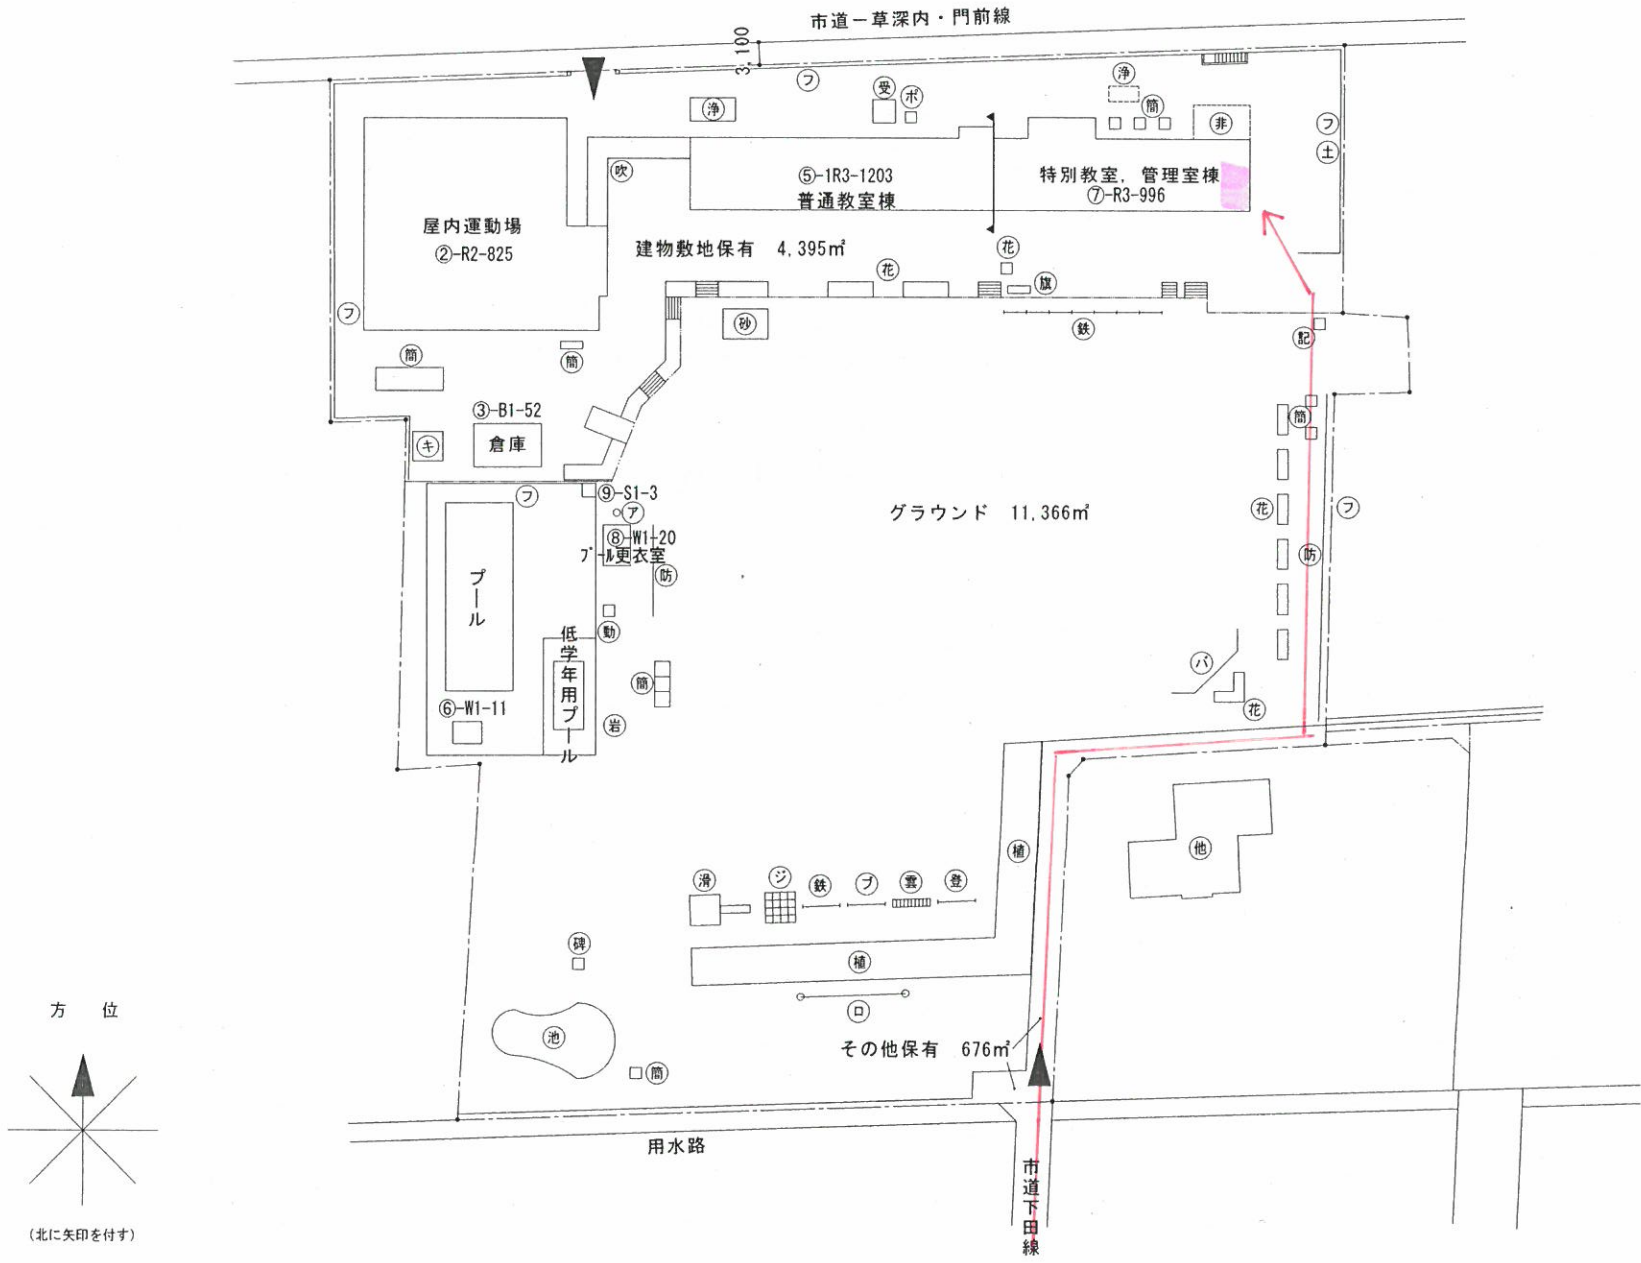 市道一草深内・門前線
3,100
フ
浄
受
ポ
浄
簡
非
フ
土
吹
⑤-1R3-1203
普通教室棟
特別教室，管理室棟
⑦-R3-996
屋内運動場
②-R2-825
建物敷地保有 4,395㎡
花
花
旗
フ
砂
鉄
記
簡
簡
③-B1-52
倉庫
キ
簡
フ
⑨-S1-3
ア
⑧-W1-20
プール更衣室
防
グラウンド 11,366㎡
花
フ
防
プール
動
低学年用プール
簡
岩
⑥-W1-11
バ
花
植
他
滑
ジ
鉄
ブ
雲
登
碑
植
ロ
池
簡
その他保有 676㎡
方 位
(北に矢印を付す)
用水路
市道下田線